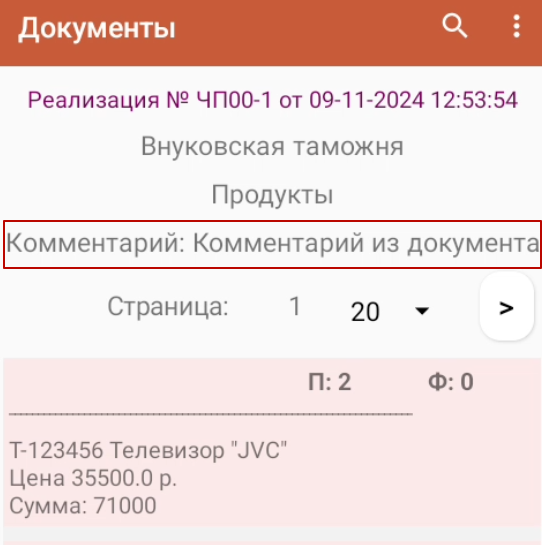 Документы
Реализация № ЧП00-1 от 09-11-2024 12:53:54
Внуковская таможня
Продукты
Комментарий: Комментарий из документа
Страница: 1 20 >
П: 2 Ф: 0
Т-123456 Телевизор "JVC"
Цена 35500.0 р.
Сумма: 71000